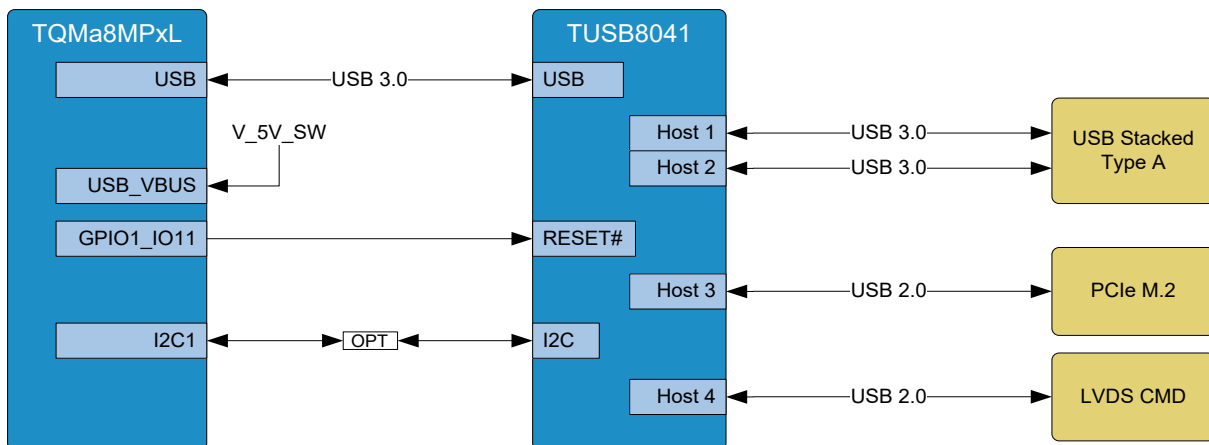 TQMa8MPxL
TUSB8041
USB
USB 3.0
USB
V_5V_SW
Host 1
USB 3.0
USB Stacked
Type A
Host 2
USB 3.0
USB_VBUS
GPIO1_IO11
RESET#
Host 3
USB 2.0
PCIe M.2
I2C1
OPT
I2C
Host 4
USB 2.0
LVDS CMD